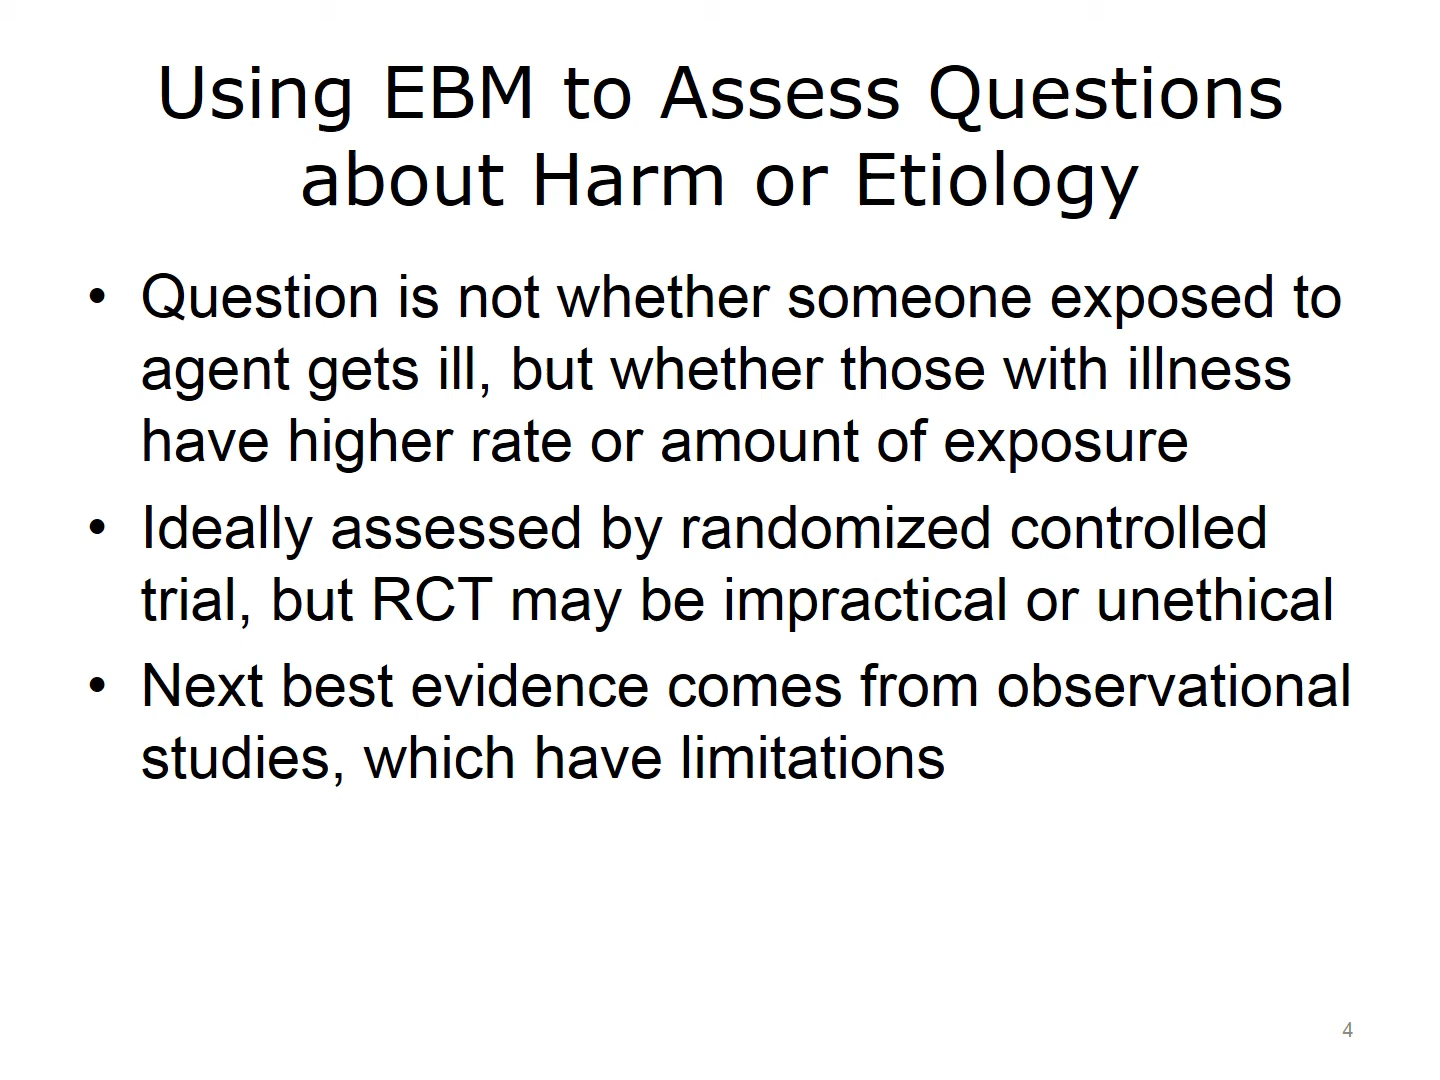 Using EBM to Assess Questions
about Harm or Etiology
• Question is not whether someone exposed to
agent gets ill, but whether those with illness
have higher rate or amount of exposure
• Ideally assessed by randomized controlled
trial, but RCT may be impractical or unethical
• Next best evidence comes from observational
studies, which have limitations
4